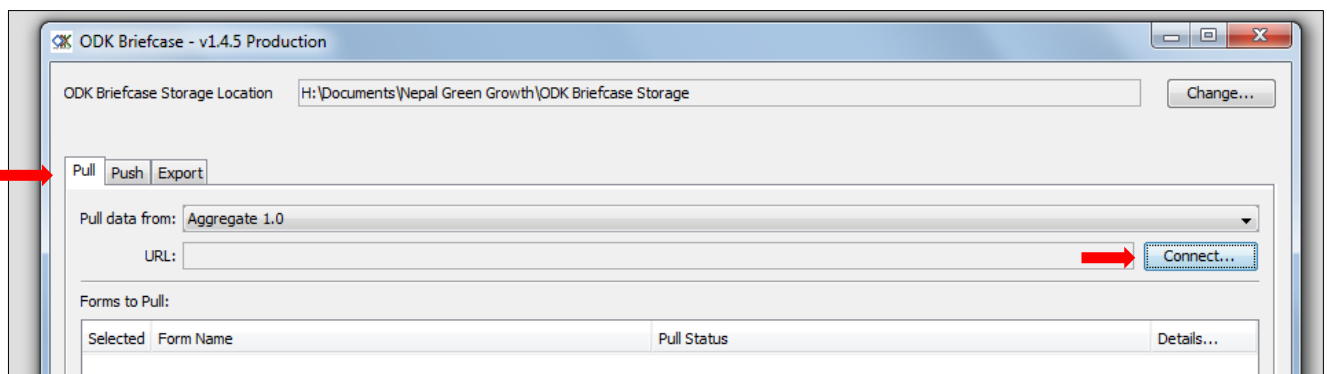 ODK Briefcase - v1.4.5 Production
ODK Briefcase Storage Location H:\Documents\Nepal Green Growth\ODK Briefcase Storage Change...
Pull Push Export
Pull data from: Aggregate 1.0
URL: Connect...
Forms to Pull:
Selected Form Name Pull Status Details...